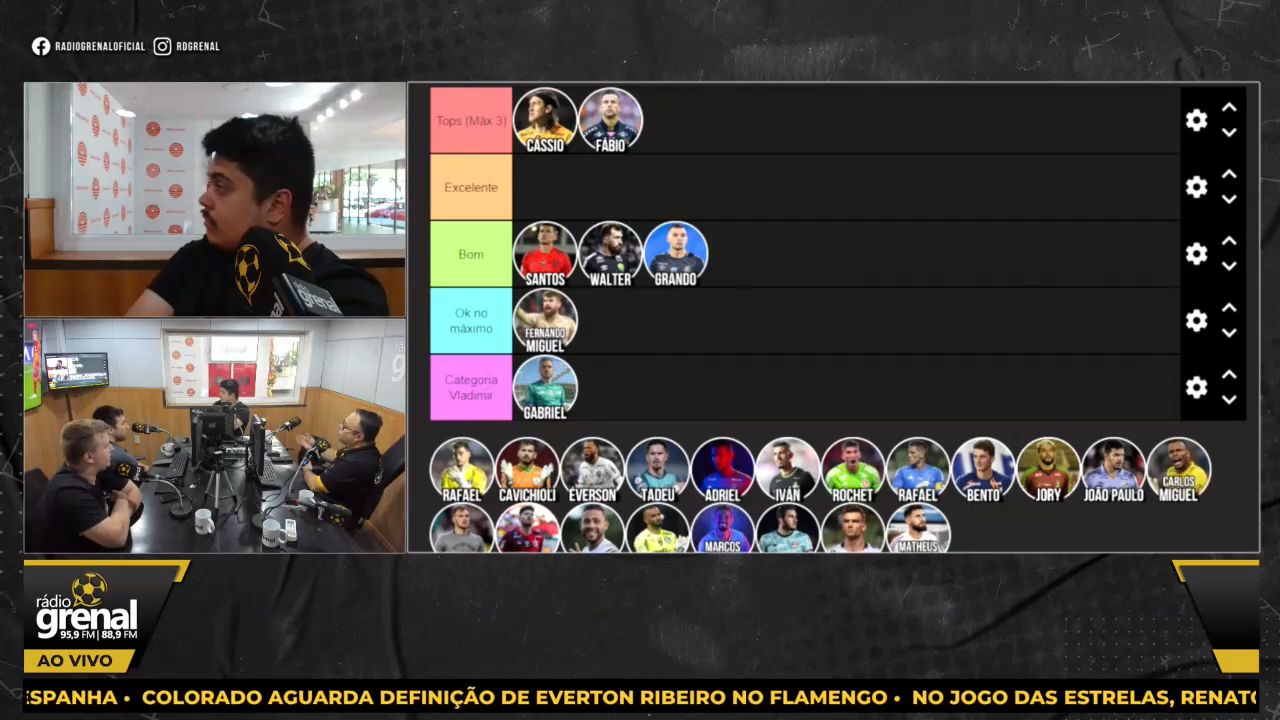 RADIOGRENALOFICIAL
RDGRENAL
Tops (Máx 3)
CÁSSIO
FÁBIO
Excelente
Bom
SANTOS
WALTER
GRANDO
Ok no
máximo
FERNANDO
MIGUEL
Categoria
Vladimir
GABRIEL
RAFAEL
CAVICHIOLI
ÉVERSON
TADEU
ADRIEL
IVÁN
ROCHET
RAFAEL
BENTO
JORY
JOÃO PAULO
CARLOS
MIGUEL
MARCOS
MATHEUS
grenal
grenal
rádio
grenal
95,9 FM | 88,9 FM
AO VIVO
ESPANHA • COLORADO AGUARDA DEFINIÇÃO DE EVERTON RIBEIRO NO FLAMENGO • NO JOGO DAS ESTRELAS, RENATO